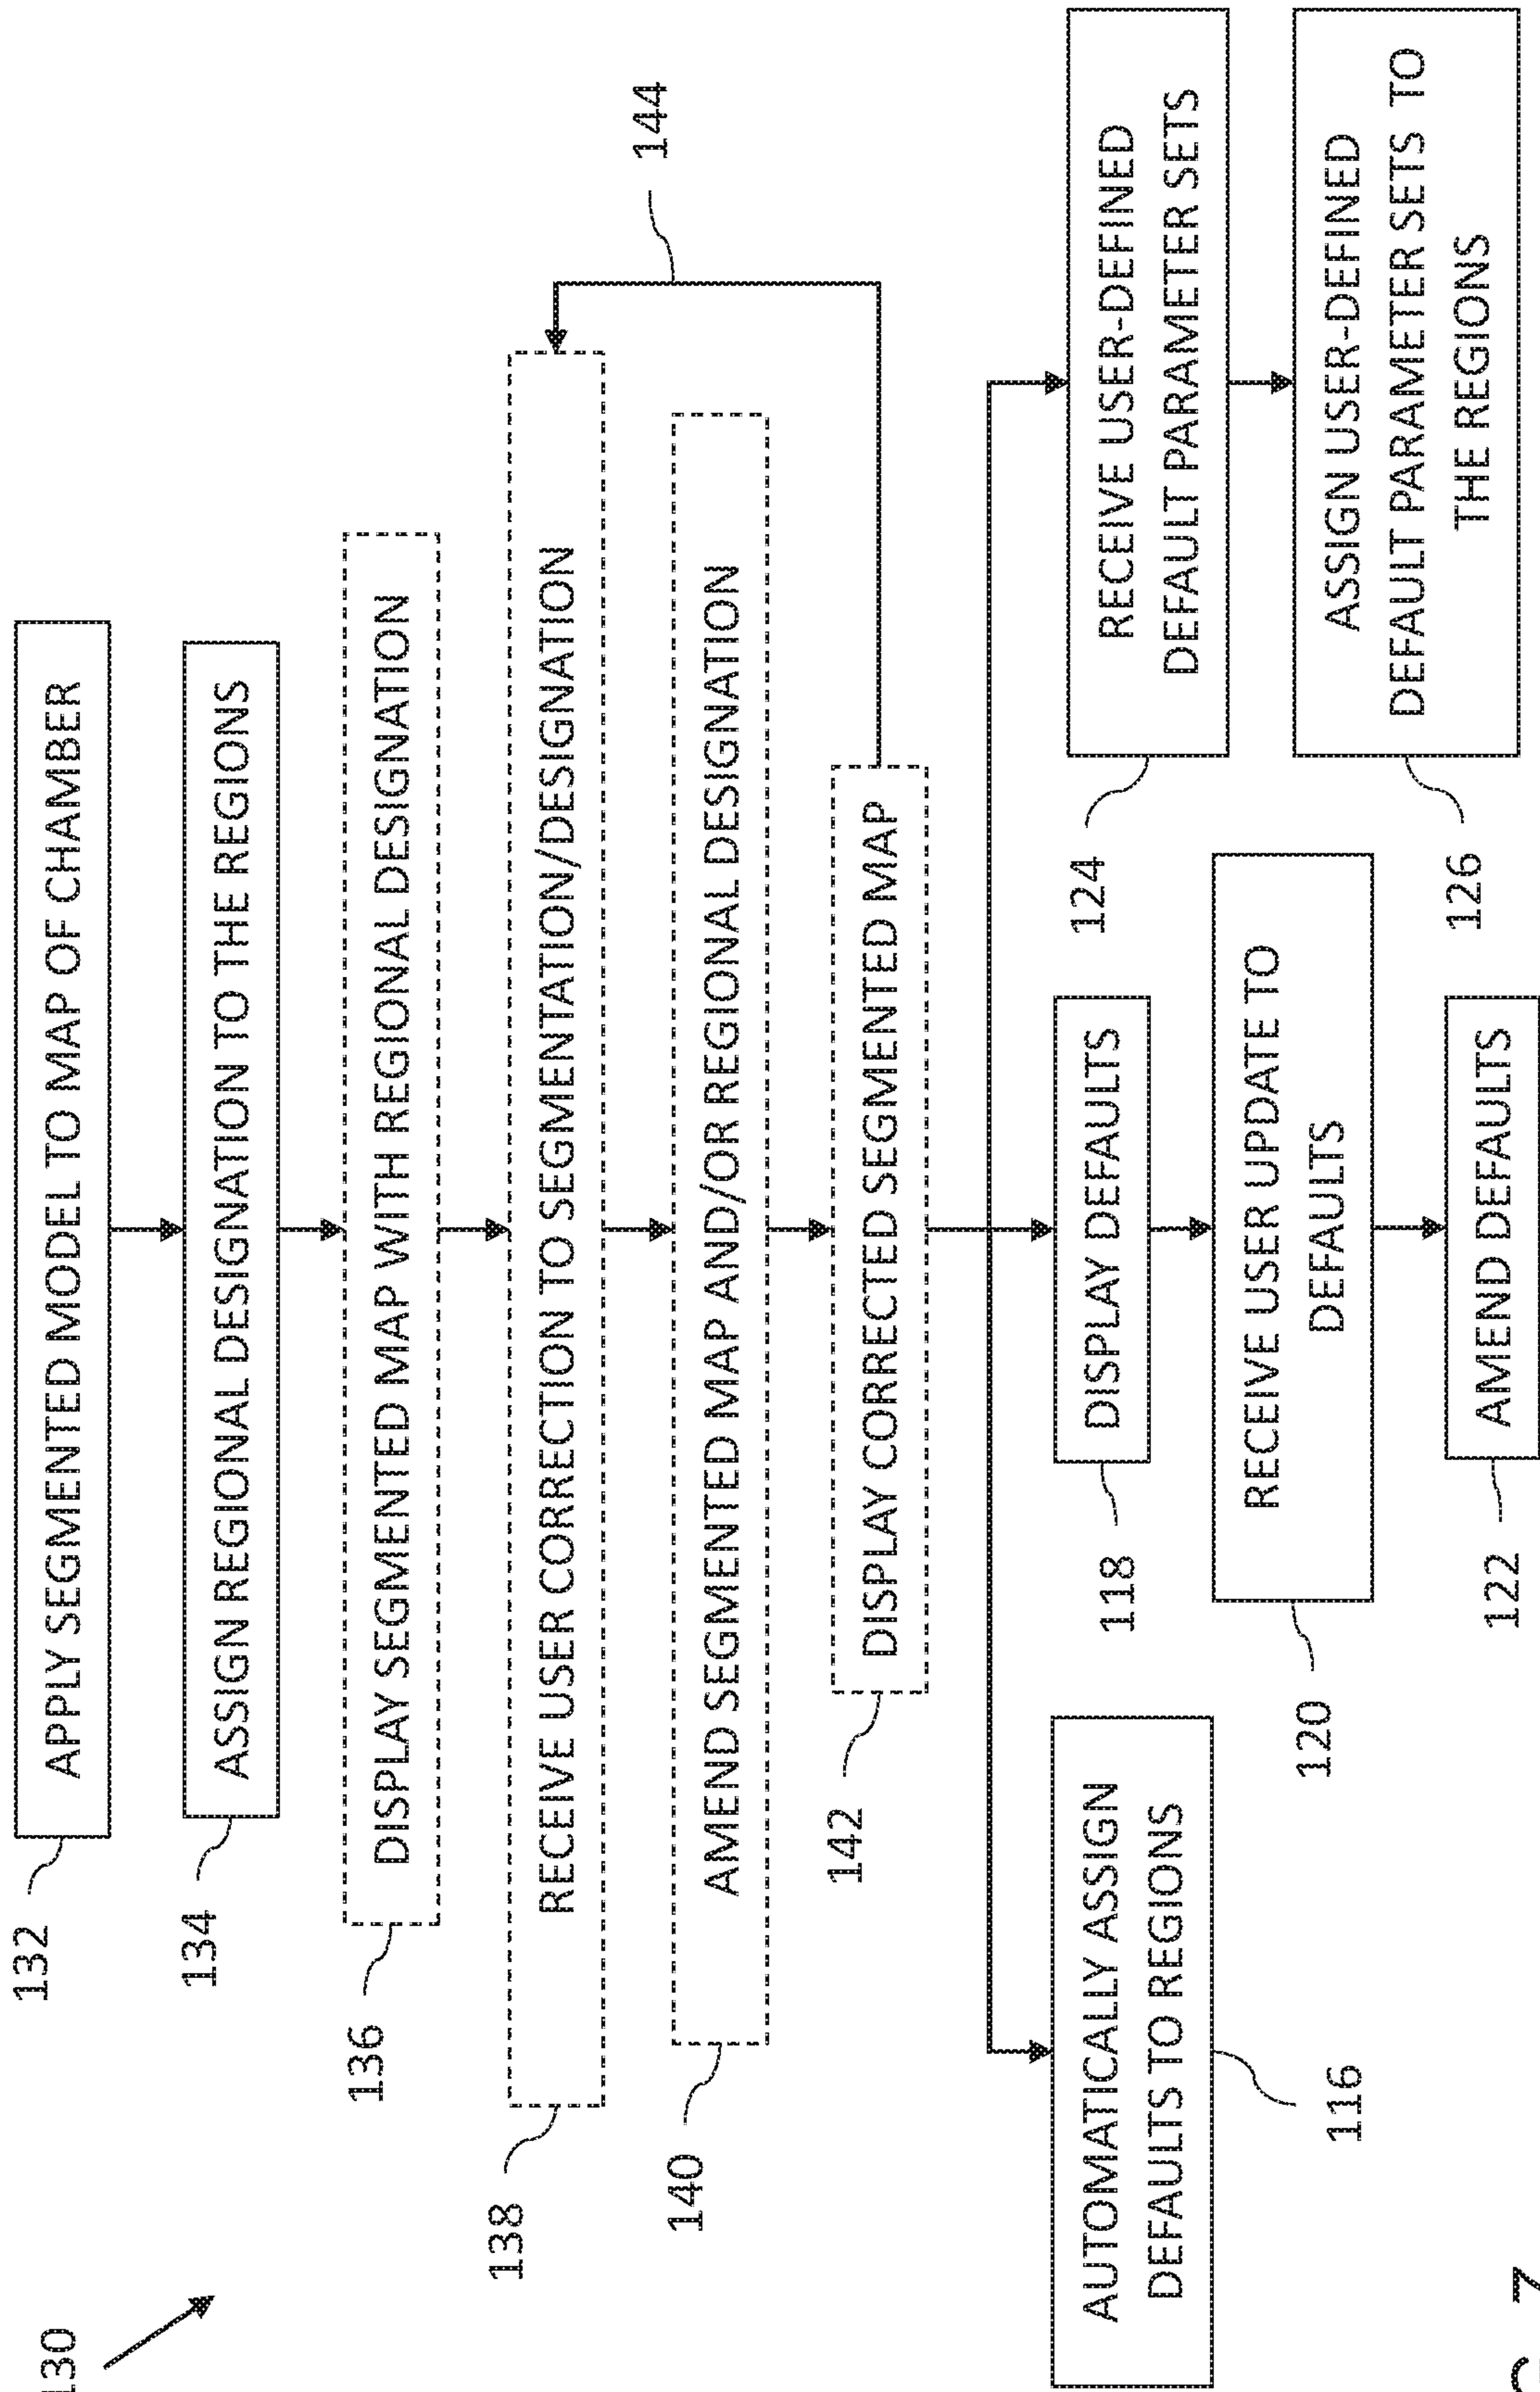 130
132
APPLY SEGMENTED MODEL TO MAP OF CHAMBER
134
ASSIGN REGIONAL DESIGNATION TO THE REGIONS
136
DISPLAY SEGMENTED MAP WITH REGIONAL DESIGNATION
138
RECEIVE USER CORRECTION TO SEGMENTATION/DESIGNATION
144
140
AMEND SEGMENTED MAP AND/OR REGIONAL DESIGNATION
142
DISPLAY CORRECTED SEGMENTED MAP
AUTOMATICALLY ASSIGN
DEFAULTS TO REGIONS
116
118
DISPLAY DEFAULTS
120
RECEIVE USER UPDATE TO
DEFAULTS
122
AMEND DEFAULTS
124
RECEIVE USER-DEFINED
DEFAULT PARAMETER SETS
126
ASSIGN USER-DEFINED
DEFAULT PARAMETER SETS TO
THE REGIONS